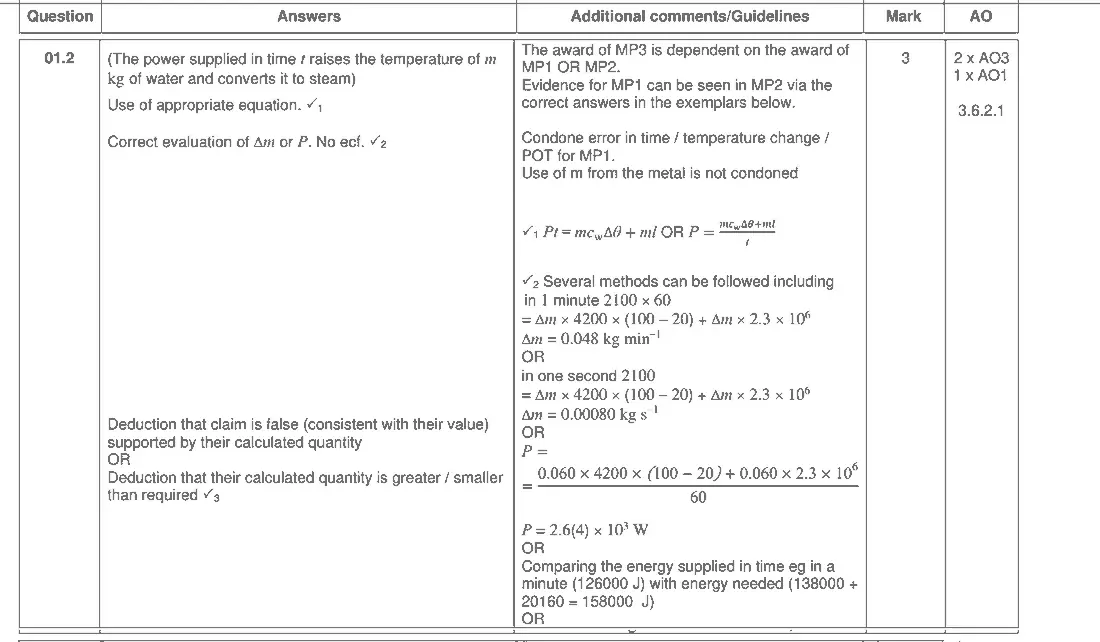 Question Answers Additional comments/Guidelines Mark AO
01.2
(The power supplied in time t raises the temperature of m
kg of water and converts it to steam)
Use of appropriate equation. ✓1
Correct evaluation of Δm or P. No ecf. ✓2
Deduction that claim is false (consistent with their value)
supported by their calculated quantity
OR
Deduction that their calculated quantity is greater / smaller
than required ✓3
The award of MP3 is dependent on the award of
MP1 OR MP2.
Evidence for MP1 can be seen in MP2 via the
correct answers in the exemplars below.
Condone error in time / temperature change /
POT for MP1.
Use of m from the metal is not condoned
✓1 Pt = mc_wΔθ + ml OR P = (mc_wΔθ+ml)/t
✓2 Several methods can be followed including
in 1 minute 2100 × 60
= Δm × 4200 × (100 – 20) + Δm × 2.3 × 10⁶
Δm = 0.048 kg min⁻¹
OR
in one second 2100
= Δm × 4200 × (100 – 20) + Δm × 2.3 × 10⁶
Δm = 0.00080 kg s⁻¹
OR
P =
= 0.060 × 4200 × (100 – 20) + 0.060 × 2.3 × 10⁶
60
P = 2.6(4) × 10³ W
OR
Comparing the energy supplied in time eg in a
minute (126000 J) with energy needed (138000 +
20160 = 158000 J)
OR
3
2 x AO3
1 x AO1
3.6.2.1